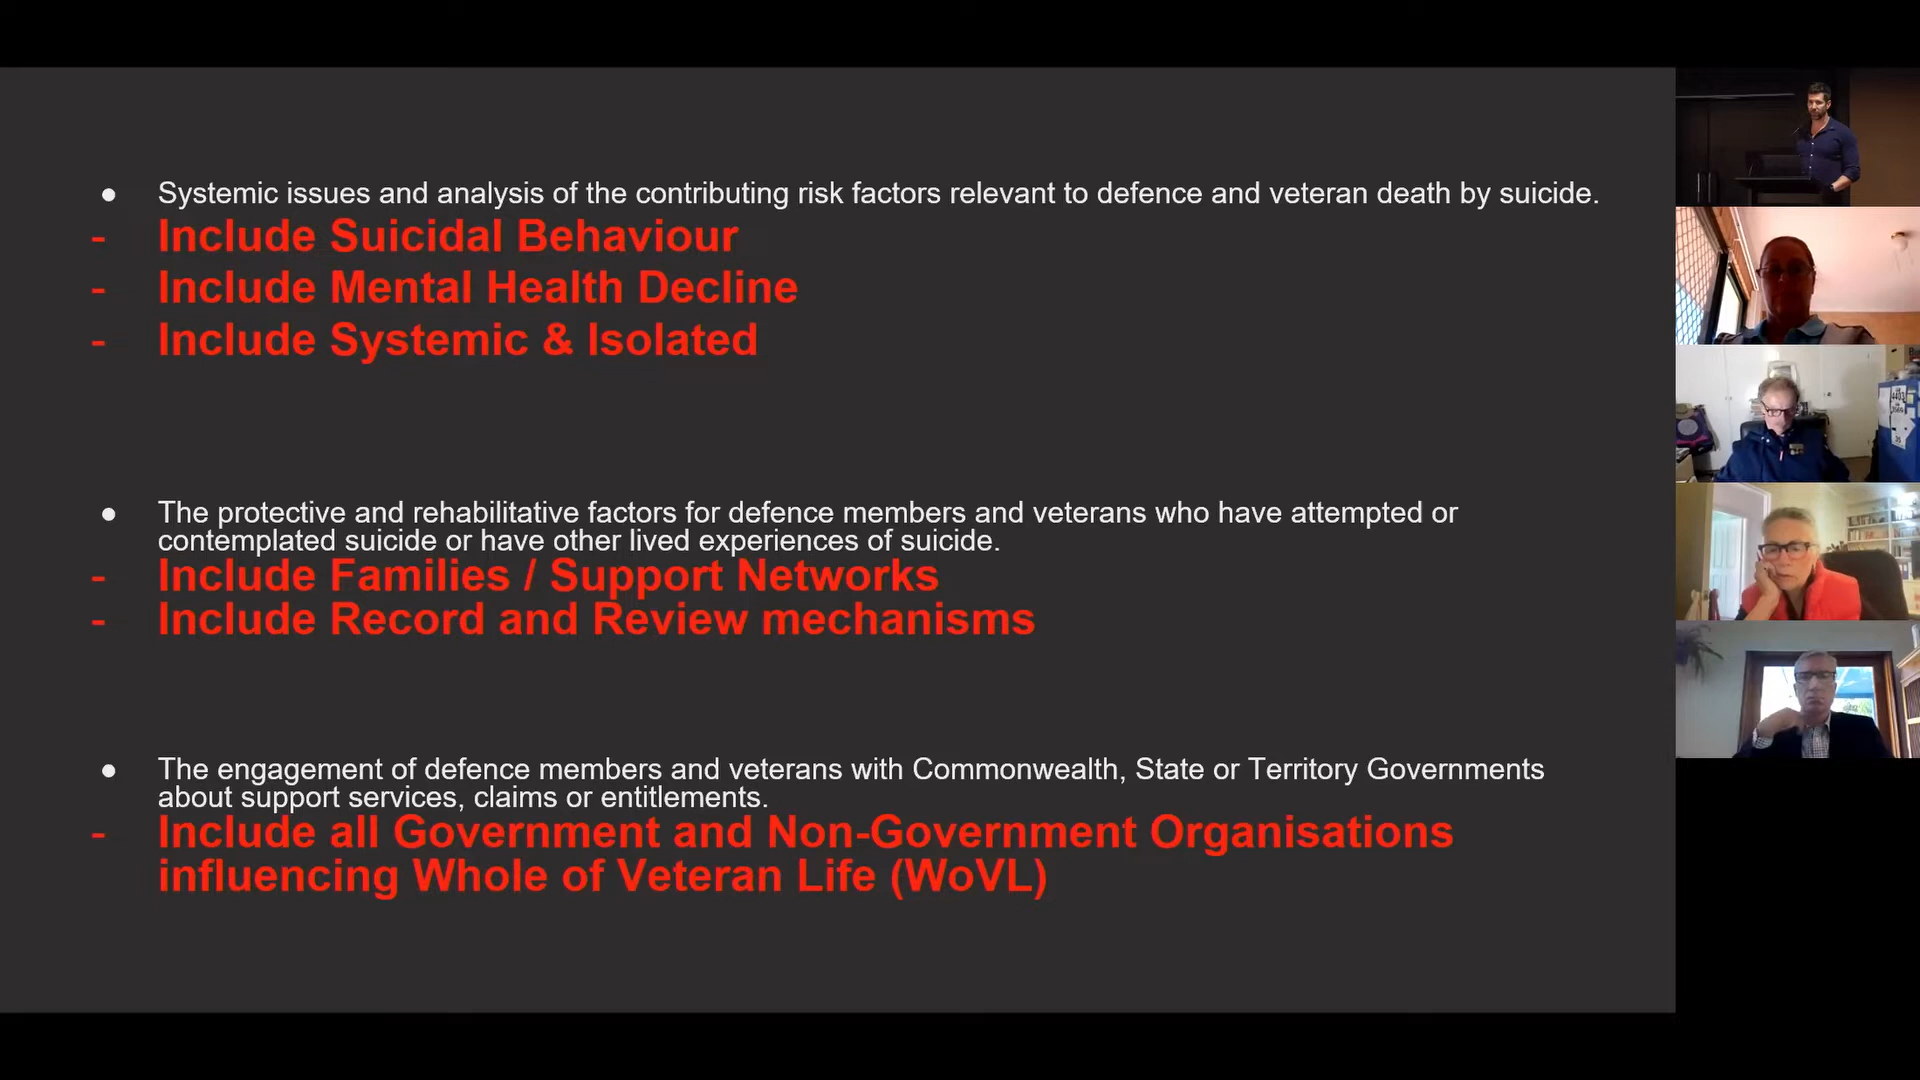 ● Systemic issues and analysis of the contributing risk factors relevant to defence and veteran death by suicide.
- Include Suicidal Behaviour
- Include Mental Health Decline
- Include Systemic & Isolated
● The protective and rehabilitative factors for defence members and veterans who have attempted or
contemplated suicide or have other lived experiences of suicide.
- Include Families / Support Networks
- Include Record and Review mechanisms
● The engagement of defence members and veterans with Commonwealth, State or Territory Governments
about support services, claims or entitlements.
- Include all Government and Non-Government Organisations
influencing Whole of Veteran Life (WoVL)